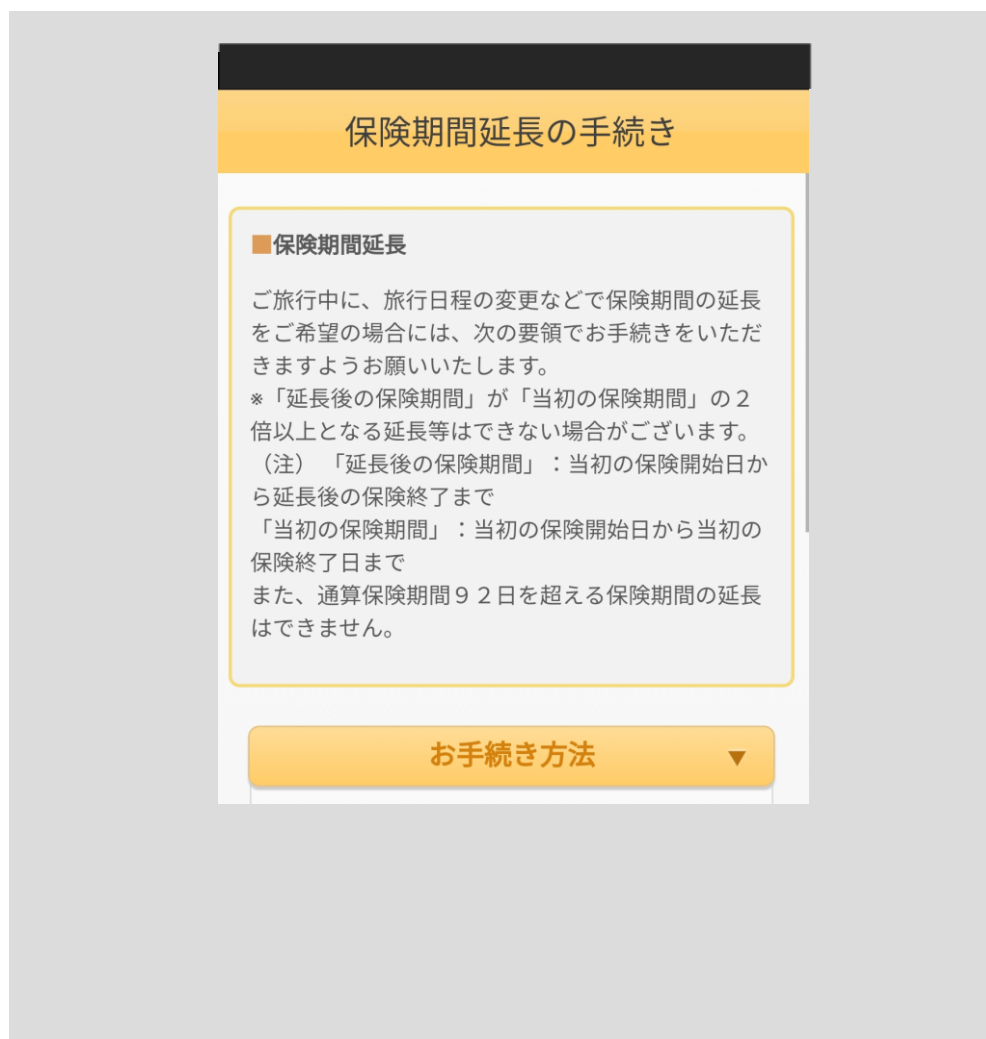 保険期間延長の手続き
■保険期間延長
ご旅行中に、旅行日程の変更などで保険期間の延長
をご希望の場合には、次の要領でお手続きをいただ
きますようお願いいたします。
※「延長後の保険期間」が「当初の保険期間」の２
倍以上となる延長等はできない場合がございます。
（注）「延長後の保険期間」：当初の保険開始日か
ら延長後の保険終了まで
「当初の保険期間」：当初の保険開始日から当初の
保険終了日まで
また、通算保険期間９２日を超える保険期間の延長
はできません。
お手続き方法 ▼